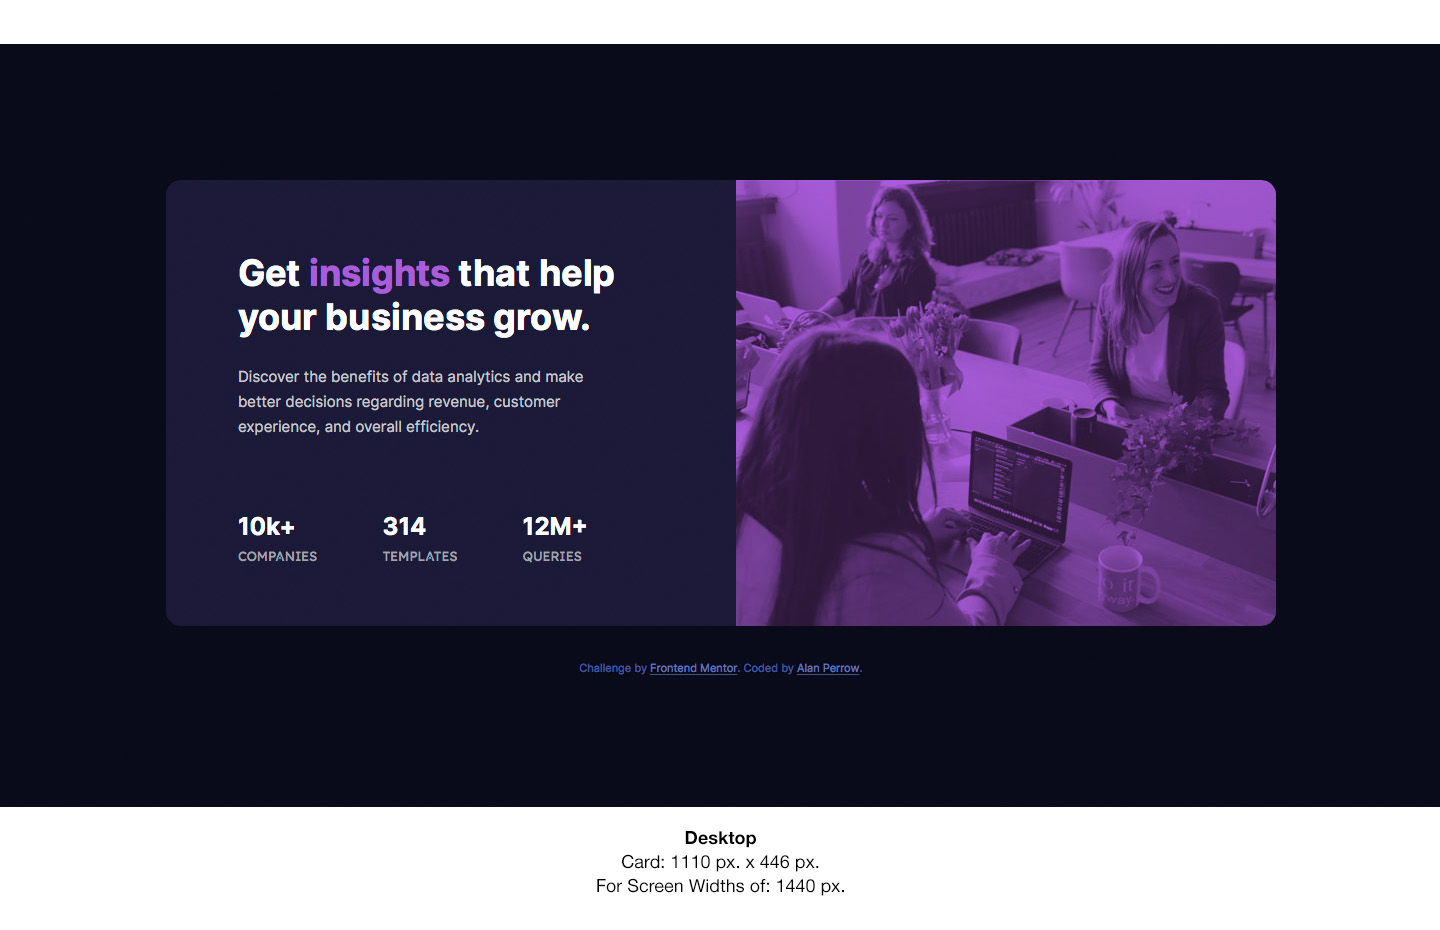 Get insights that help
your business grow.
Discover the benefits of data analytics and make
better decisions regarding revenue, customer
experience, and overall efficiency.
10k+ 314 12M+
COMPANIES TEMPLATES QUERIES
Challenge by Frontend Mentor. Coded by Alan Perrow.
Desktop
Card: 1110 px. x 446 px.
For Screen Widths of: 1440 px.